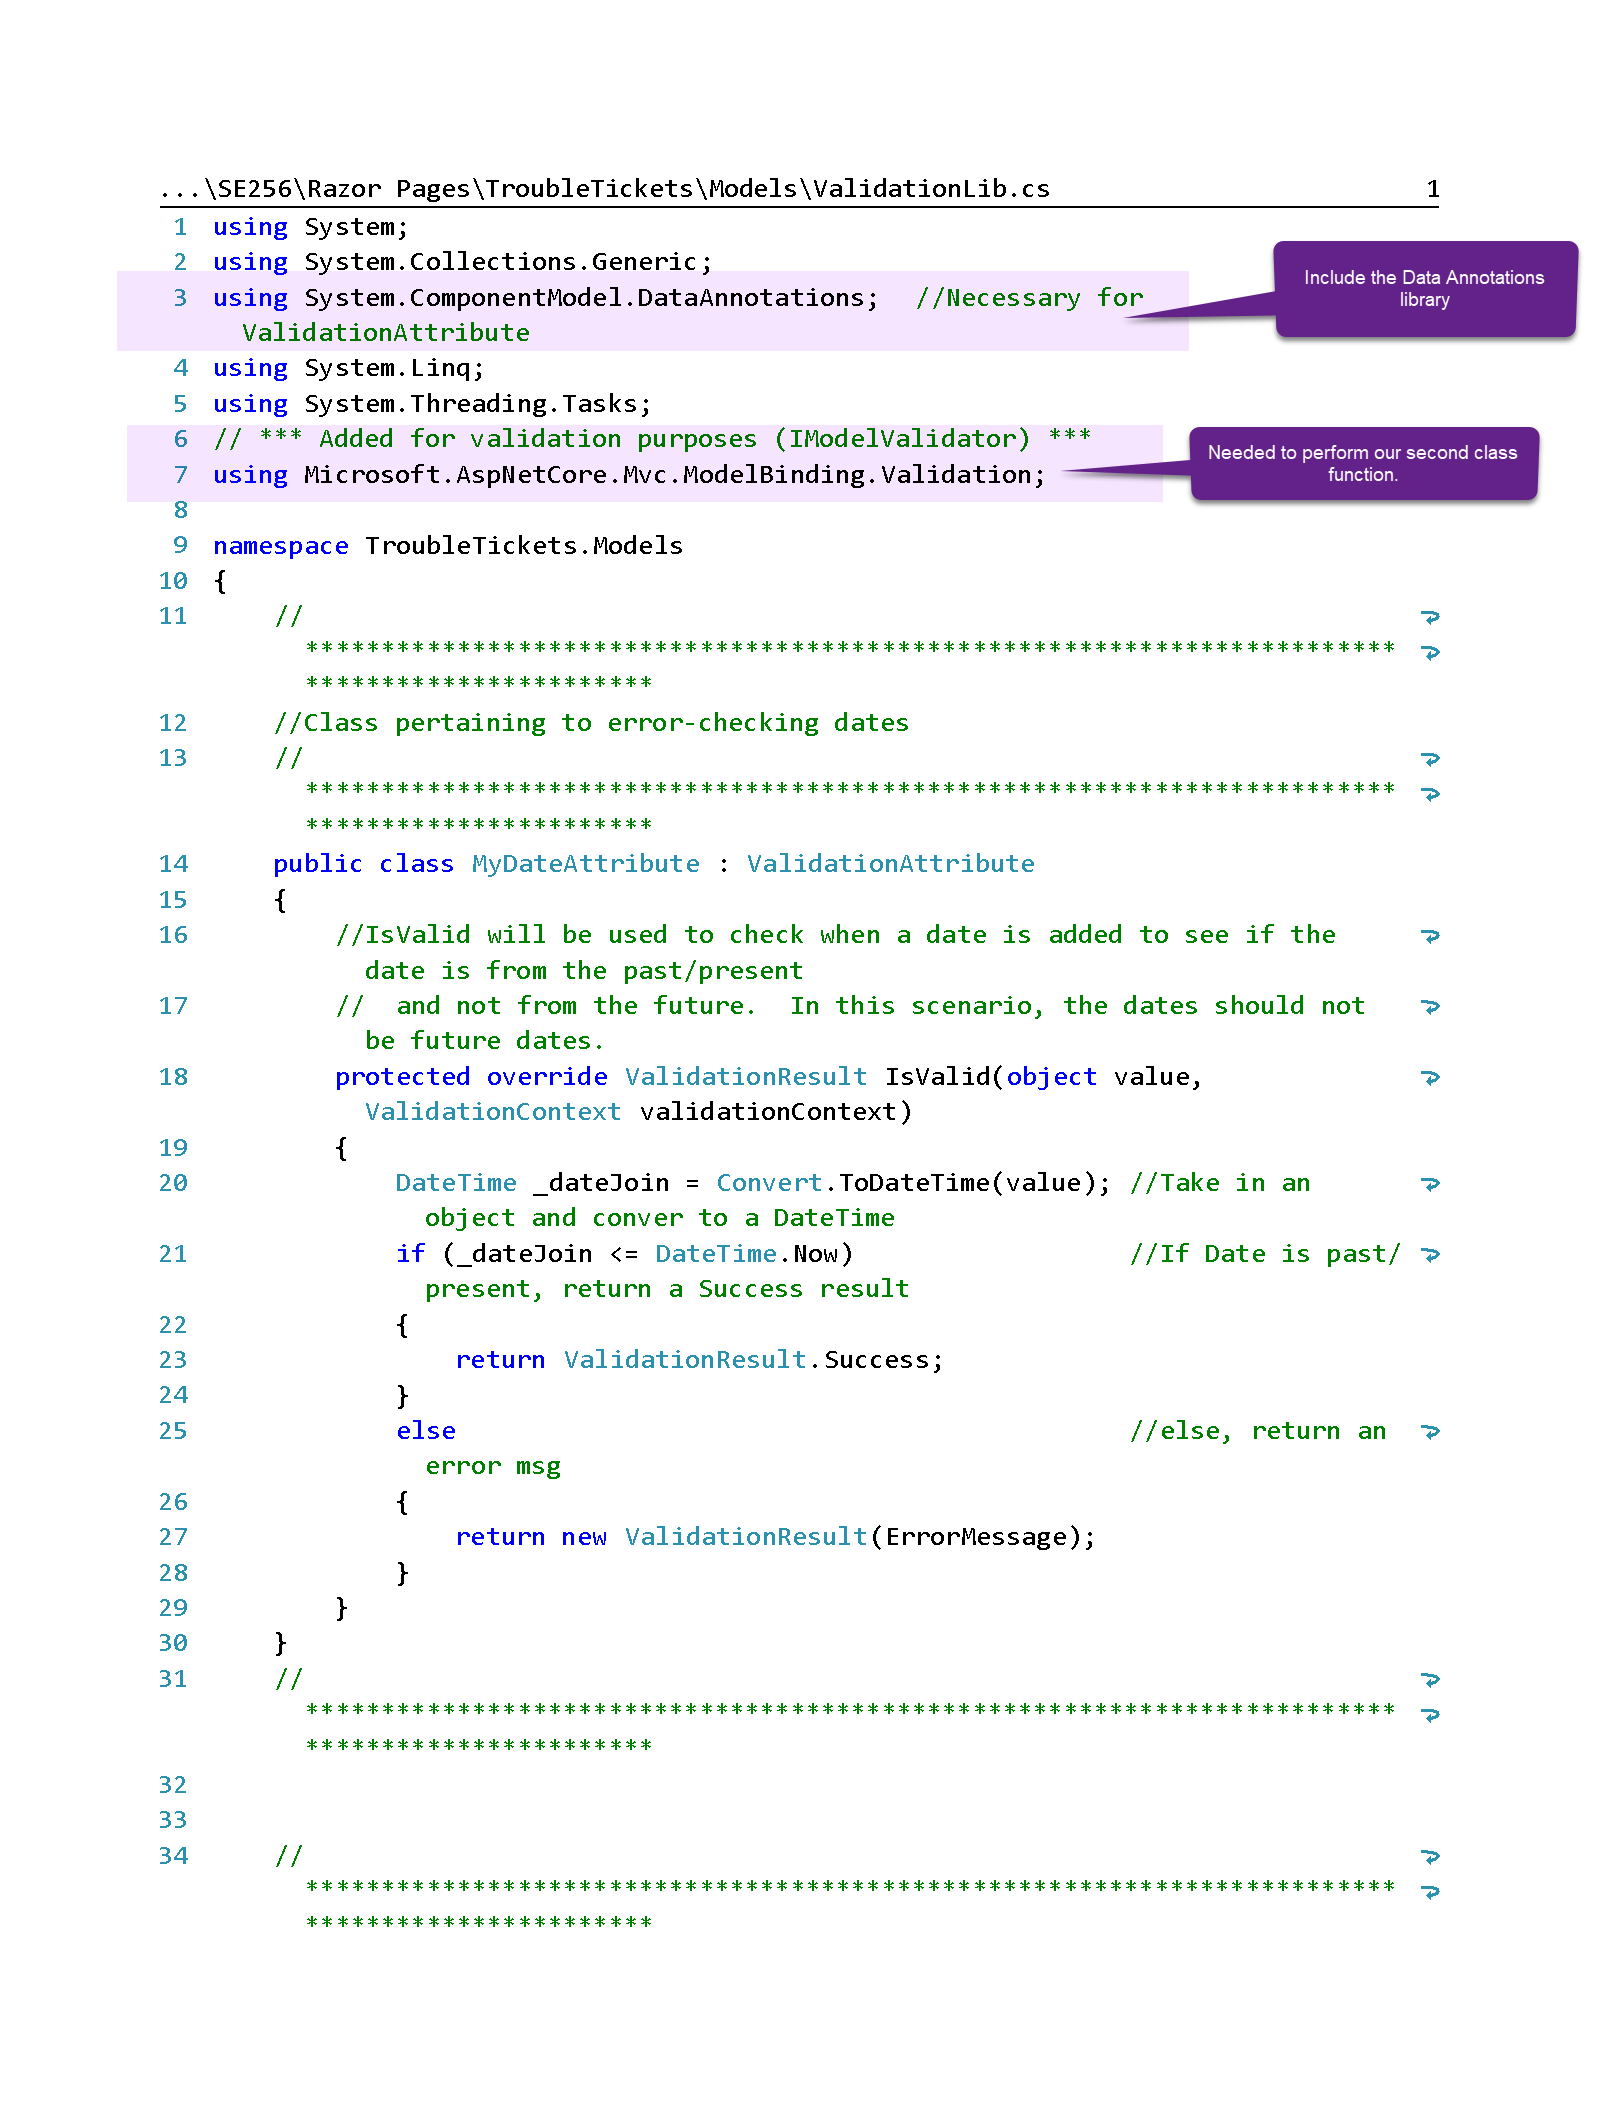 ...\SE256\Razor Pages\TroubleTickets\Models\ValidationLib.cs 1
1 using System;
2 using System.Collections.Generic;
3 using System.ComponentModel.DataAnnotations; //Necessary for
ValidationAttribute
Include the Data Annotations
library
4 using System.Linq;
5 using System.Threading.Tasks;
6 // *** Added for validation purposes (IModelValidator) ***
7 using Microsoft.AspNetCore.Mvc.ModelBinding.Validation;
Needed to perform our second class
function.
8
9 namespace TroubleTickets.Models
10 {
11 //
************************************************************************
***********************
12 //Class pertaining to error-checking dates
13 //
************************************************************************
***********************
14 public class MyDateAttribute : ValidationAttribute
15 {
16 //IsValid will be used to check when a date is added to see if the
date is from the past/present
17 //  and not from the future.  In this scenario, the dates should not
be future dates.
18 protected override ValidationResult IsValid(object value,
ValidationContext validationContext)
19 {
20 DateTime _dateJoin = Convert.ToDateTime(value); //Take in an
object and conver to a DateTime
21 if (_dateJoin <= DateTime.Now) //If Date is past/
present, return a Success result
22 {
23 return ValidationResult.Success;
24 }
25 else //else, return an
error msg
26 {
27 return new ValidationResult(ErrorMessage);
28 }
29 }
30 }
31 //
************************************************************************
***********************
32
33
34 //
************************************************************************
***********************